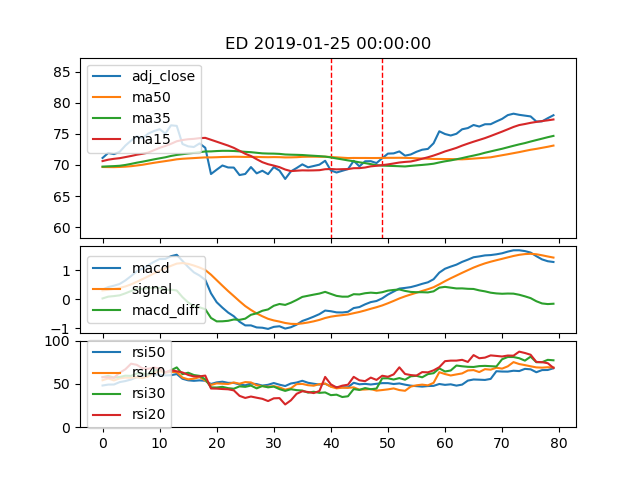 ED 2019-01-25 00:00:00
85
80
75
70
65
60
adj_close
ma50
ma35
ma15
1
0
−1
macd
signal
macd_diff
100
50
0
rsi50
rsi40
rsi30
rsi20
0 10 20 30 40 50 60 70 80